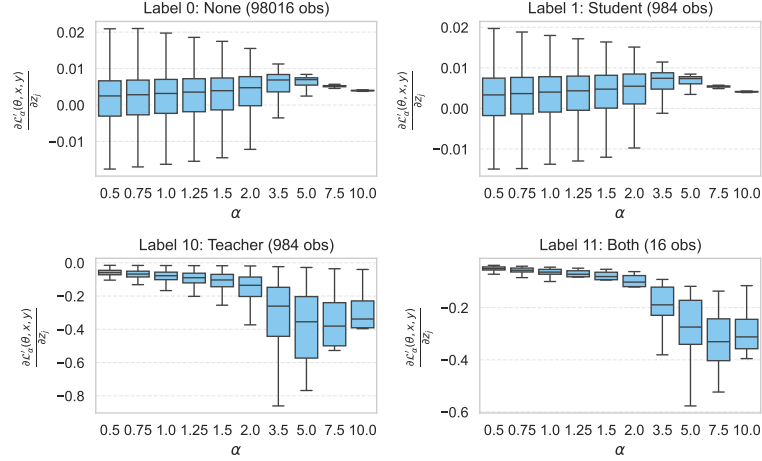 Label 0: None (98016 obs)
0.02
0.01
0.00
−0.01
∂ℒ′α(θ, x, y)
∂zj
0.5 0.75 1.0 1.25 1.5 2.0 3.5 5.0 7.5 10.0
α
Label 1: Student (984 obs)
0.02
0.01
0.00
−0.01
∂ℒ′α(θ, x, y)
∂zj
0.5 0.75 1.0 1.25 1.5 2.0 3.5 5.0 7.5 10.0
α
Label 10: Teacher (984 obs)
0.0
−0.2
−0.4
−0.6
−0.8
∂ℒ′α(θ, x, y)
∂zj
0.5 0.75 1.0 1.25 1.5 2.0 3.5 5.0 7.5 10.0
α
Label 11: Both (16 obs)
−0.2
−0.4
−0.6
∂ℒ′α(θ, x, y)
∂zj
0.5 0.75 1.0 1.25 1.5 2.0 3.5 5.0 7.5 10.0
α